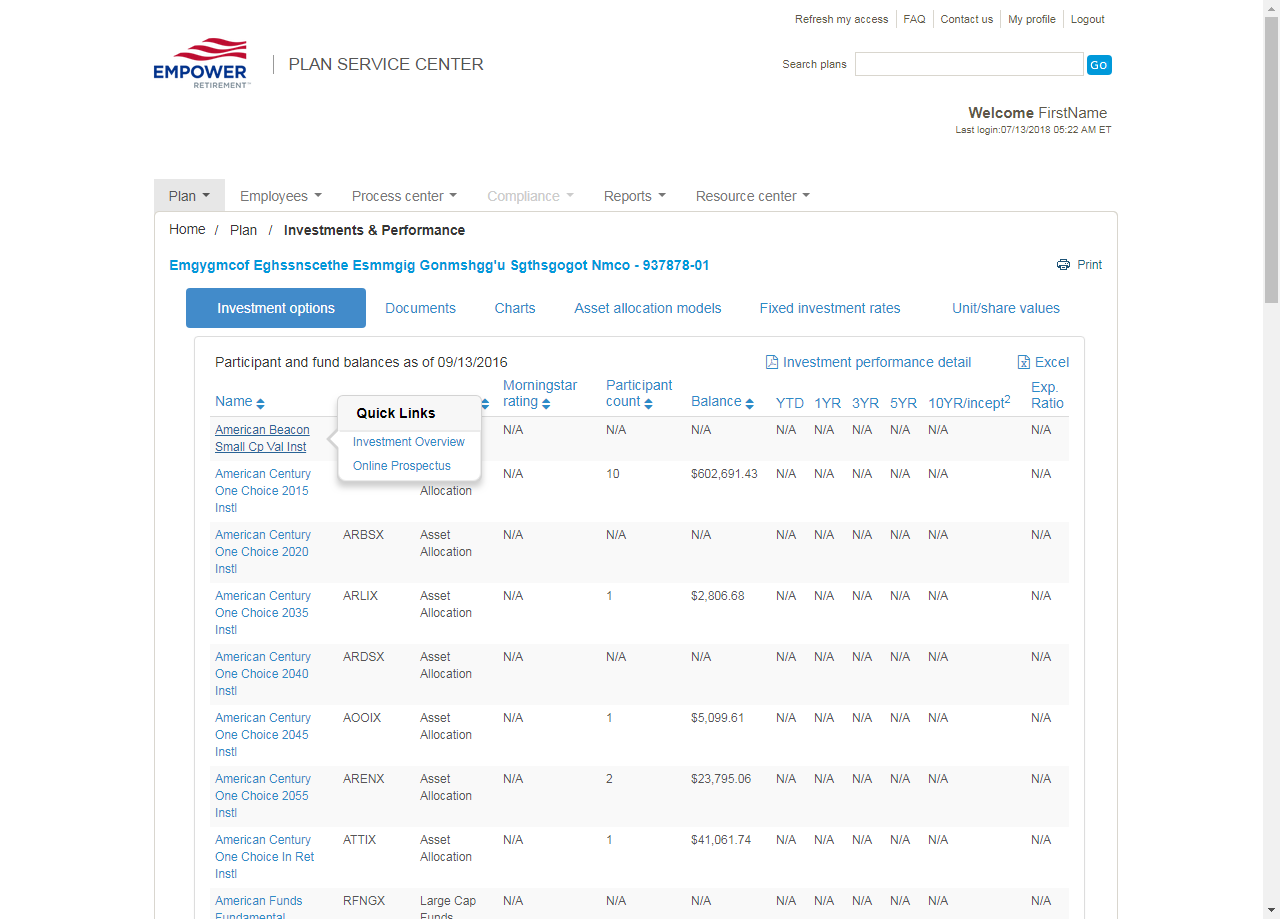 Refresh my access FAQ Contact us My profile Logout
EMPOWER
RETIREMENT™
PLAN SERVICE CENTER
Search plans Go
Welcome FirstName
Last login:07/13/2018 05:22 AM ET
Plan Employees Process center Compliance Reports Resource center
Home / Plan / Investments & Performance
Emgygmcof Eghssnscethe Esmmgig Gonmshgg'u Sgthsgogot Nmco - 937878-01
Print
Investment options Documents Charts Asset allocation models Fixed investment rates Unit/share values
Participant and fund balances as of 09/13/2016 Investment performance detail Excel
Morningstar Participant Exp.
Name rating count Balance YTD 1YR 3YR 5YR 10YR/incept2 Ratio
Quick Links
Investment Overview
Online Prospectus
American Beacon N/A N/A N/A N/A N/A N/A N/A N/A N/A
Small Cp Val Inst
American Century N/A 10 $602,691.43 N/A N/A N/A N/A N/A N/A
One Choice 2015 Allocation
Instl
American Century ARBSX Asset N/A N/A N/A N/A N/A N/A N/A N/A N/A
One Choice 2020 Allocation
Instl
American Century ARLIX Asset N/A 1 $2,806.68 N/A N/A N/A N/A N/A N/A
One Choice 2035 Allocation
Instl
American Century ARDSX Asset N/A N/A N/A N/A N/A N/A N/A N/A N/A
One Choice 2040 Allocation
Instl
American Century AOOIX Asset N/A 1 $5,099.61 N/A N/A N/A N/A N/A N/A
One Choice 2045 Allocation
Instl
American Century ARENX Asset N/A 2 $23,795.06 N/A N/A N/A N/A N/A N/A
One Choice 2055 Allocation
Instl
American Century ATTIX Asset N/A 1 $41,061.74 N/A N/A N/A N/A N/A N/A
One Choice In Ret Allocation
Instl
American Funds RFNGX Large Cap N/A N/A N/A N/A N/A N/A N/A N/A N/A
Fundamental Funds